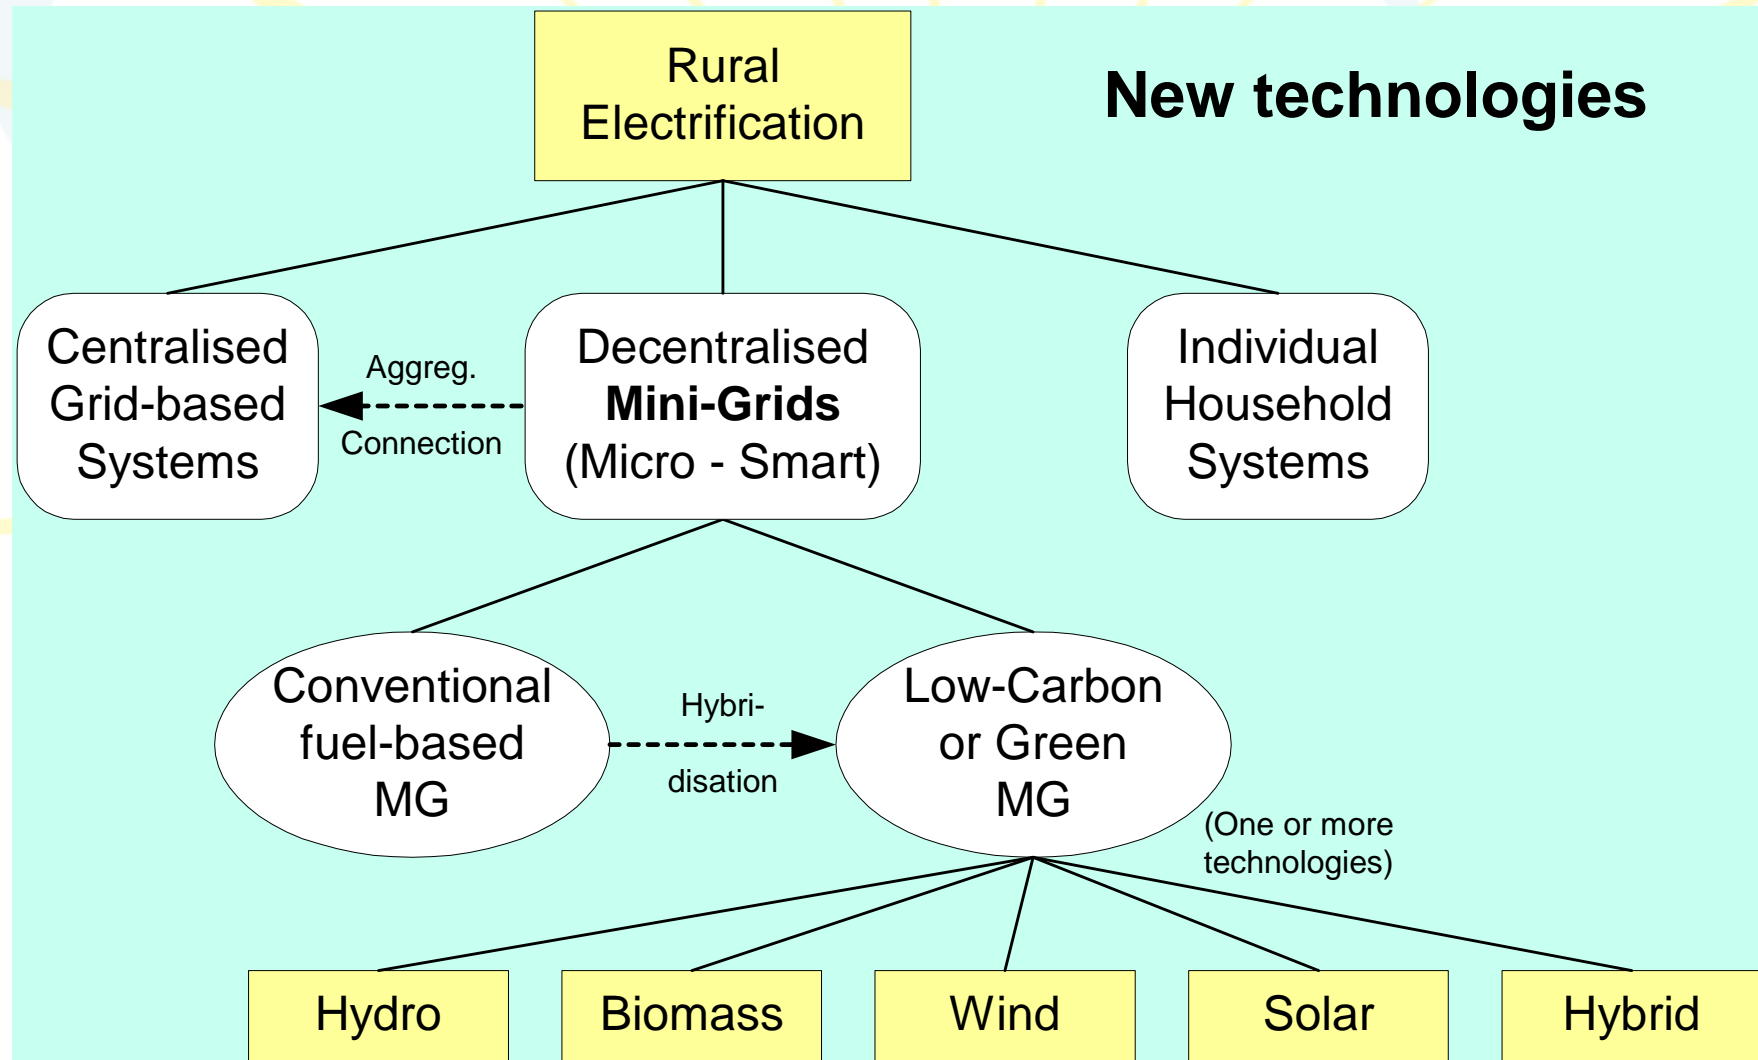 Rural
Electrification
New technologies
Centralised
Grid-based
Systems
Aggreg.
Connection
Decentralised
Mini-Grids
(Micro - Smart)
Individual
Household
Systems
Conventional
fuel-based
MG
Hybri-
disation
Low-Carbon
or Green
MG
(One or more
technologies)
Hydro
Biomass
Wind
Solar
Hybrid